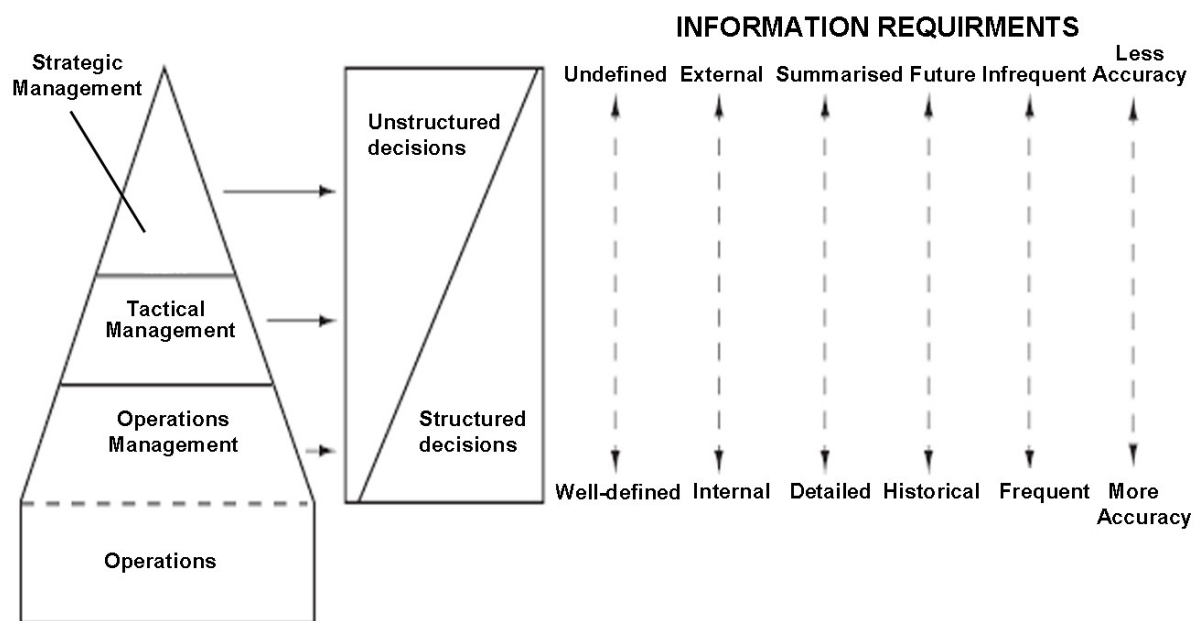 INFORMATION REQUIRMENTS
Strategic
Management
Undefined External Summarised Future Infrequent Less
Accuracy
Unstructured
decisions
Tactical
Management
Operations
Management
Structured
decisions
Well-defined Internal Detailed Historical Frequent More
Accuracy
Operations